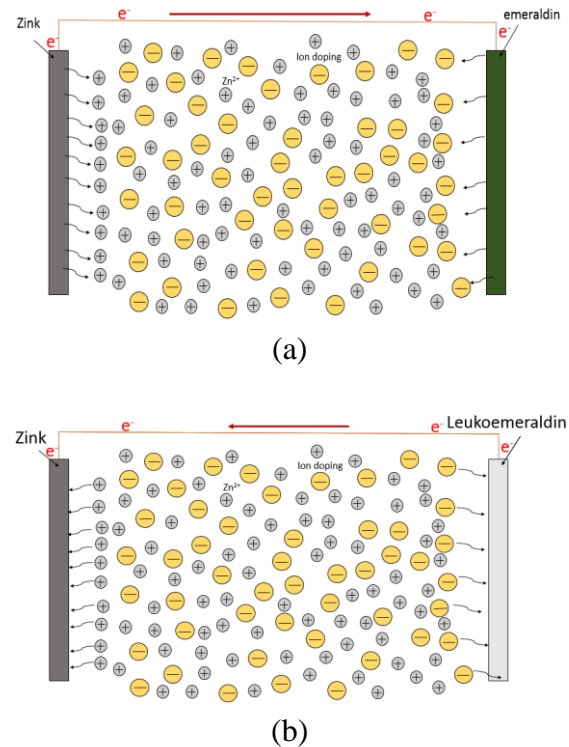 Zink
e⁻
e⁻
e⁻
emeraldin
e⁻
Ion doping
Zn²⁺
(a)
Zink
e⁻
e⁻
e⁻
Leukoemeraldin
e⁻
Ion doping
Zn²⁺
(b)